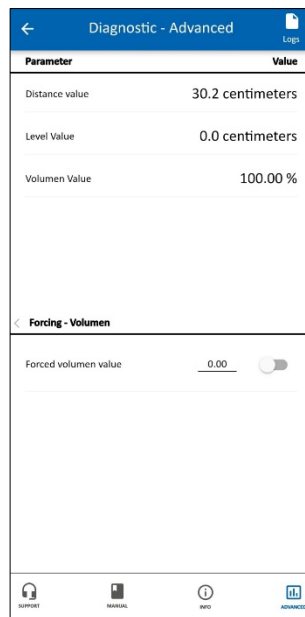 Diagnostic - Advanced
Logs
Parameter Value
Distance value 30.2 centimeters
Level Value 0.0 centimeters
Volumen Value 100.00 %
Forcing - Volumen
Forced volumen value 0.00
SUPPORT MANUAL INFO ADVANCED